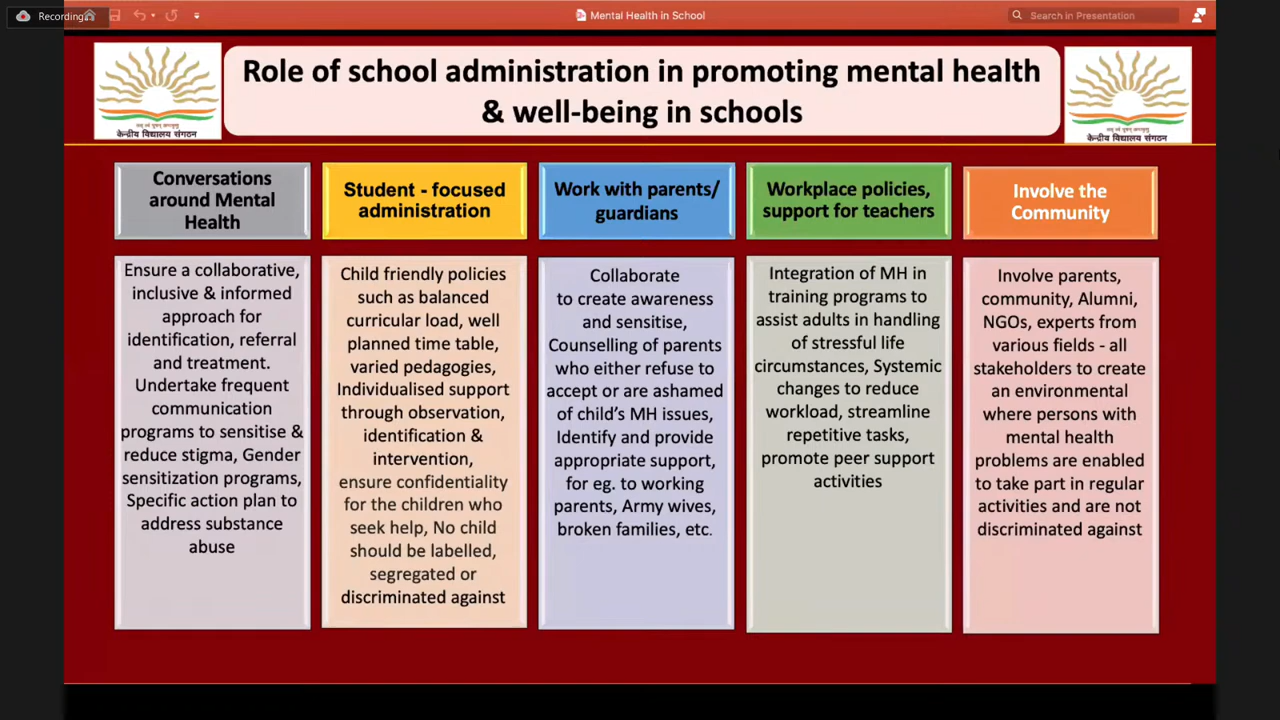 Recording
Mental Health in School
Search in Presentation
Role of school administration in promoting mental health
& well-being in schools
केन्द्रीय विद्यालय संगठन
केन्द्रीय विद्यालय संगठन
Conversations
around Mental
Health
Ensure a collaborative,
inclusive & informed
approach for
identification, referral
and treatment.
Undertake frequent
communication
programs to sensitise &
reduce stigma, Gender
sensitization programs,
Specific action plan to
address substance
abuse
Student - focused
administration
Child friendly policies
such as balanced
curricular load, well
planned time table,
varied pedagogies,
Individualised support
through observation,
identification &
intervention,
ensure confidentiality
for the children who
seek help, No child
should be labelled,
segregated or
discriminated against
Work with parents/
guardians
Collaborate
to create awareness
and sensitise,
Counselling of parents
who either refuse to
accept or are ashamed
of child's MH issues,
Identify and provide
appropriate support,
for eg. to working
parents, Army wives,
broken families, etc.
Workplace policies,
support for teachers
Integration of MH in
training programs to
assist adults in handling
of stressful life
circumstances, Systemic
changes to reduce
workload, streamline
repetitive tasks,
promote peer support
activities
Involve the
Community
Involve parents,
community, Alumni,
NGOs, experts from
various fields - all
stakeholders to create
an environmental
where persons with
mental health
problems are enabled
to take part in regular
activities and are not
discriminated against